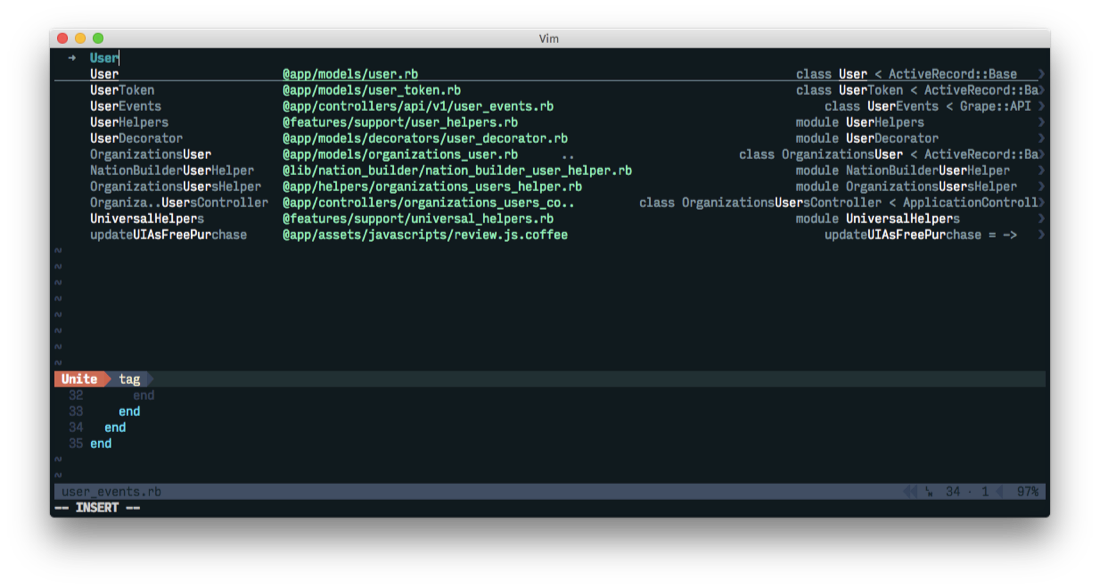 Vim
➜ User
User @app/models/user.rb class User < ActiveRecord::Base
UserToken @app/models/user_token.rb class UserToken < ActiveRecord::Ba
UserEvents @app/controllers/api/v1/user_events.rb class UserEvents < Grape::API
UserHelpers @features/support/user_helpers.rb module UserHelpers
UserDecorator @app/models/decorators/user_decorator.rb module UserDecorator
OrganizationsUser @app/models/organizations_user.rb .. class OrganizationsUser < ActiveRecord::Ba
NationBuilderUserHelper @lib/nation_builder/nation_builder_user_helper.rb module NationBuilderUserHelper
OrganizationsUsersHelper @app/helpers/organizations_users_helper.rb module OrganizationsUsersHelper
Organiza..UsersController @app/controllers/organizations_users_co.. class OrganizationsUsersController < ApplicationControll
UniversalHelpers @features/support/universal_helpers.rb module UniversalHelpers
updateUIAsFreePurchase @app/assets/javascripts/review.js.coffee updateUIAsFreePurchase = ->
~
~
~
~
~
~
~
~
Unite tag
32 end
33 end
34 end
35 end
~
~
user_events.rb 34 · 1 97%
-- INSERT --